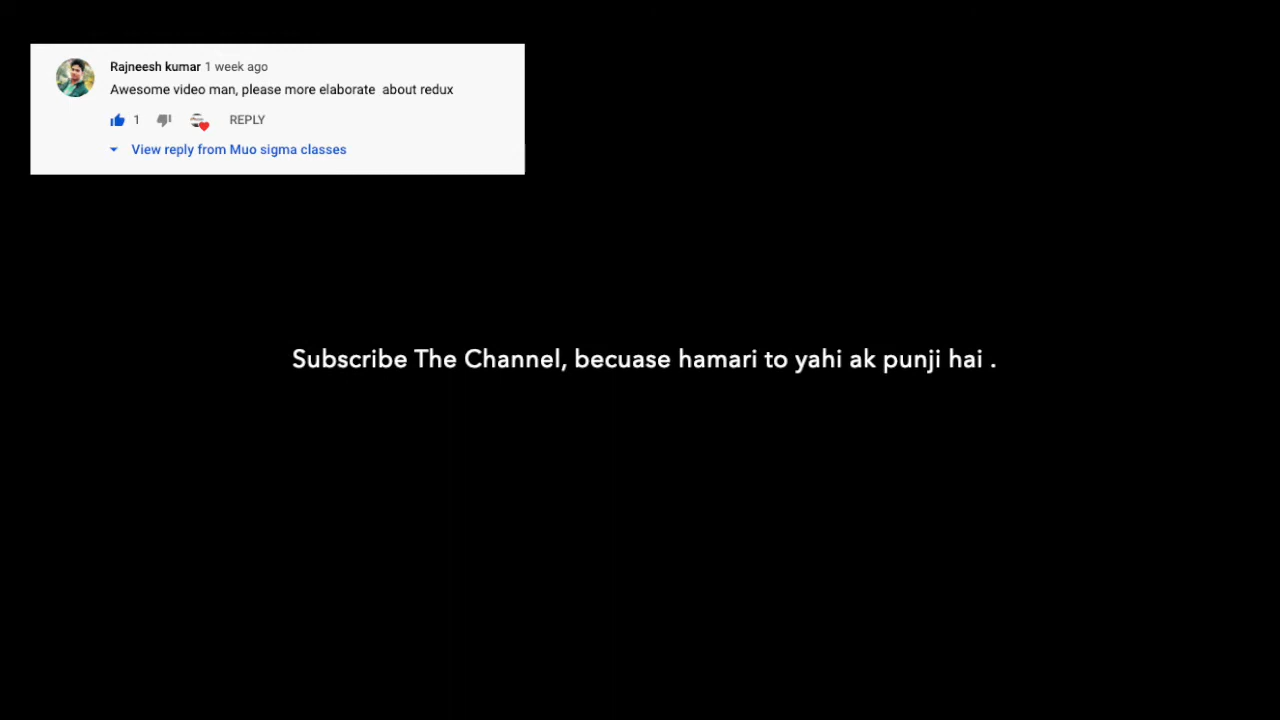 Rajneesh kumar 1 week ago
Awesome video man, please more elaborate about redux
1 REPLY
View reply from Muo sigma classes
Subscribe The Channel, becuase hamari to yahi ak punji hai .